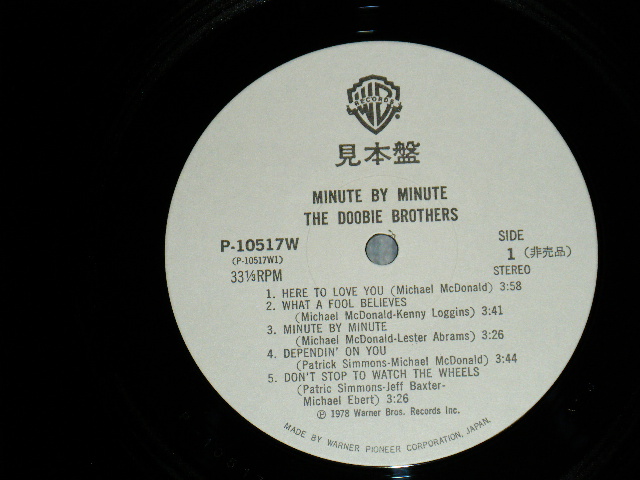 WB
RECORDS
見本盤
MINUTE BY MINUTE
THE DOOBIE BROTHERS
P-10517W
(P-10517W1)
33⅓RPM
SIDE
1 (非売品)
STEREO
1. HERE TO LOVE YOU (Michael McDonald) 3:58
2. WHAT A FOOL BELIEVES
(Michael McDonald-Kenny Loggins) 3:41
3. MINUTE BY MINUTE
(Michael McDonald-Lester Abrams) 3:26
4. DEPENDIN' ON YOU
(Patrick Simmons-Michael McDonald) 3:44
5. DON'T STOP TO WATCH THE WHEELS
(Patric Simmons-Jeff Baxter-
Michael Ebert) 3:26
Ⓟ 1978 Warner Bros. Records Inc.
MADE BY WARNER PIONEER CORPORATION, JAPAN.